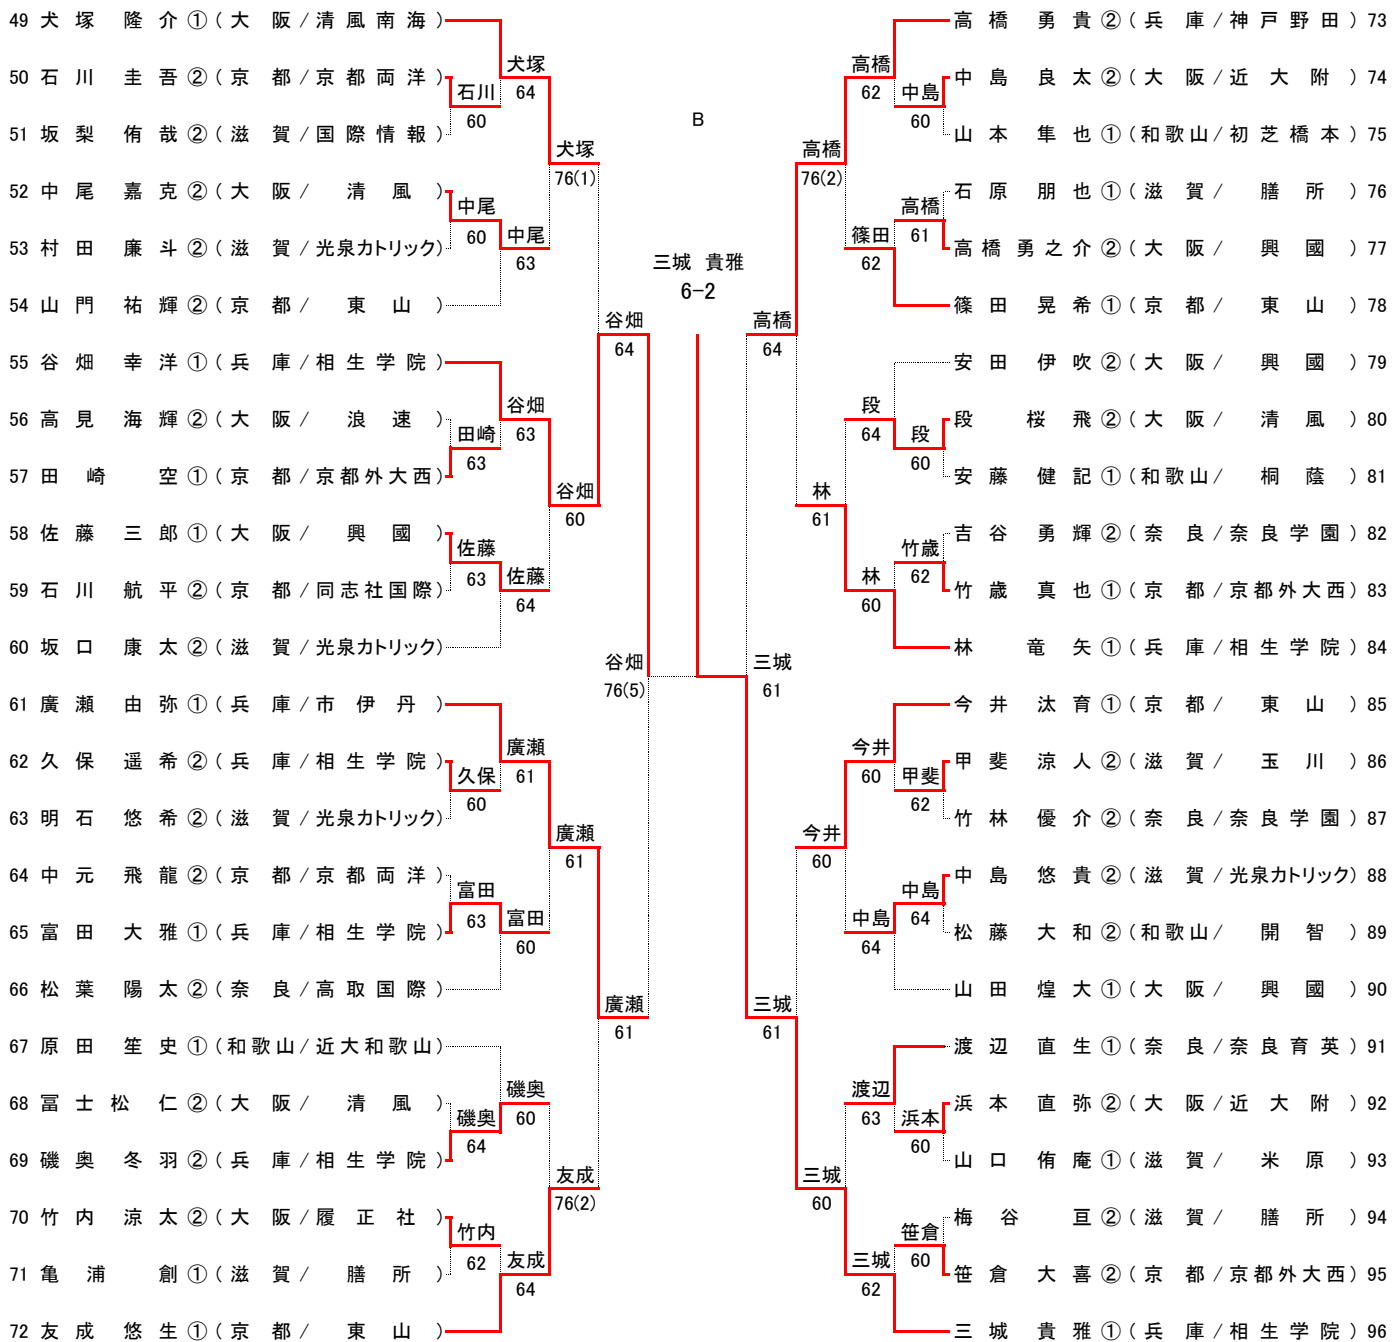 49 犬塚 隆介 ① ( 大阪 / 清風南海 )
50 石川 圭吾 ② ( 京都 / 京都両洋 )
51 坂梨 侑哉 ② ( 滋賀 / 国際情報 )
52 中尾 嘉克 ② ( 大阪 / 清風 )
53 村田 廉斗 ② ( 滋賀 / 光泉カトリック )
54 山門 祐輝 ② ( 京都 / 東山 )
55 谷畑 幸洋 ① ( 兵庫 / 相生学院 )
56 高見 海輝 ② ( 大阪 / 浪速 )
57 田崎 空 ① ( 京都 / 京都外大西 )
58 佐藤 三郎 ① ( 大阪 / 興國 )
59 石川 航平 ② ( 京都 / 同志社国際 )
60 坂口 康太 ② ( 滋賀 / 光泉カトリック )
61 廣瀬 由弥 ① ( 兵庫 / 市伊丹 )
62 久保 遥希 ② ( 兵庫 / 相生学院 )
63 明石 悠希 ② ( 滋賀 / 光泉カトリック )
64 中元 飛龍 ② ( 京都 / 京都両洋 )
65 冨田 大雅 ① ( 兵庫 / 相生学院 )
66 松葉 陽太 ② ( 奈良 / 高取国際 )
67 原田 笙史 ① ( 和歌山 / 近大和歌山 )
68 冨士松 仁 ② ( 大阪 / 清風 )
69 磯奥 冬羽 ② ( 兵庫 / 相生学院 )
70 竹内 涼太 ② ( 大阪 / 履正社 )
71 亀浦 創 ① ( 滋賀 / 膳所 )
72 友成 悠生 ① ( 京都 / 東山 )
石川
60
中尾
60
田崎
63
佐藤
63
久保
60
冨田
63
磯奥
64
竹内
62
犬塚
64
中尾
63
谷畑
63
佐藤
64
廣瀬
61
冨田
60
磯奥
60
友成
64
犬塚
76(1)
谷畑
60
廣瀬
61
友成
76(2)
谷畑
64
廣瀬
61
谷畑
76(5)
B
三城 貴雅
6-2
三城
61
高橋
64
三城
61
高橋
76(2)
林
61
今井
60
三城
60
高橋
62
篠田
62
段
64
林
60
今井
60
中島
64
渡辺
63
三城
62
中島
60
高橋
61
段
60
竹歳
62
甲斐
62
中島
64
浜本
60
笹倉
60
高橋 勇貴 ② ( 兵庫 / 神戸野田 ) 73
中島 良太 ② ( 大阪 / 近大附 ) 74
山本 隼也 ① ( 和歌山 / 初芝橋本 ) 75
石原 朋也 ① ( 滋賀 / 膳所 ) 76
高橋 勇之介 ② ( 大阪 / 興國 ) 77
篠田 晃希 ① ( 京都 / 東山 ) 78
安田 伊吹 ② ( 大阪 / 興國 ) 79
段 桜飛 ② ( 大阪 / 清風 ) 80
安藤 健記 ① ( 和歌山 / 桐蔭 ) 81
吉谷 勇輝 ② ( 奈良 / 奈良学園 ) 82
竹歳 真也 ① ( 京都 / 京都外大西 ) 83
林 竜矢 ① ( 兵庫 / 相生学院 ) 84
今井 汰育 ① ( 京都 / 東山 ) 85
甲斐 涼人 ② ( 滋賀 / 玉川 ) 86
竹林 優介 ② ( 奈良 / 奈良学園 ) 87
中島 悠貴 ② ( 滋賀 / 光泉カトリック ) 88
松藤 大和 ② ( 和歌山 / 開智 ) 89
山田 煌大 ① ( 大阪 / 興國 ) 90
渡辺 直生 ① ( 奈良 / 奈良育英 ) 91
浜本 直弥 ② ( 大阪 / 近大附 ) 92
山口 侑庵 ① ( 滋賀 / 米原 ) 93
梅谷 亘 ② ( 滋賀 / 膳所 ) 94
笹倉 大喜 ② ( 京都 / 京都外大西 ) 95
三城 貴雅 ① ( 兵庫 / 相生学院 ) 96